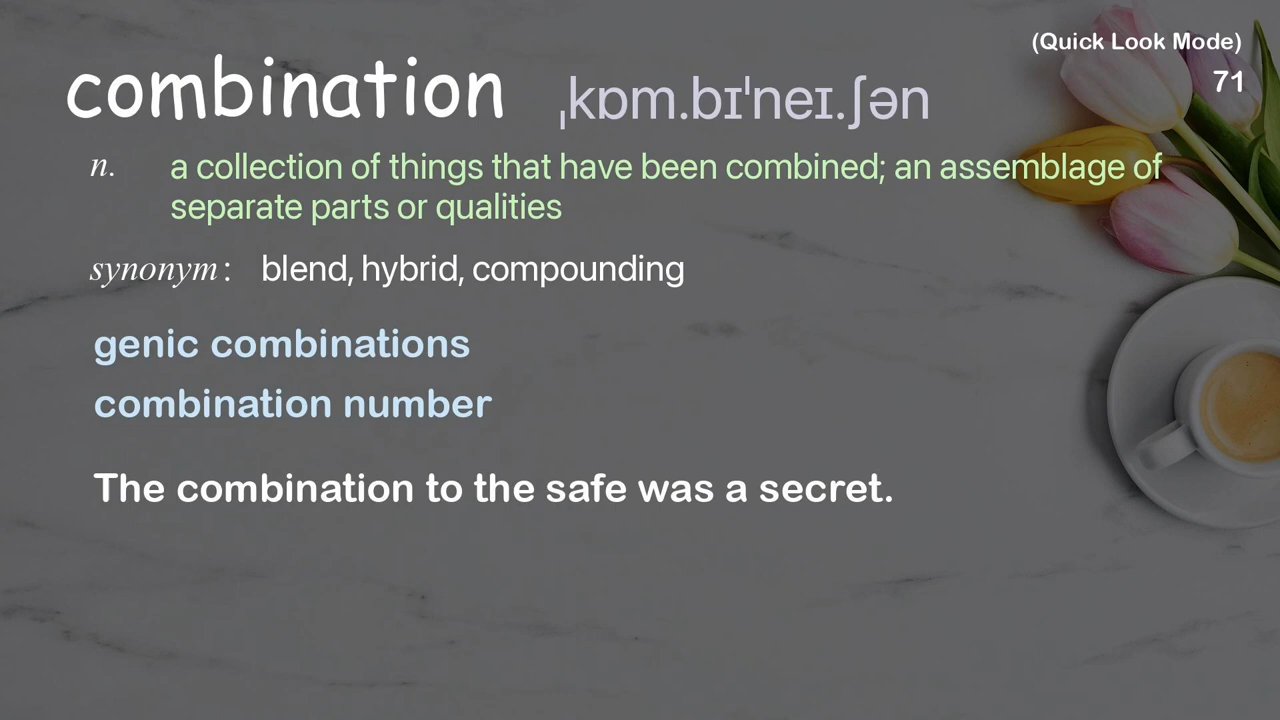 (Quick Look Mode)
71
combination ˌkɒm.bɪˈneɪ.ʃən
n. a collection of things that have been combined; an assemblage of
separate parts or qualities
synonym: blend, hybrid, compounding
genic combinations
combination number
The combination to the safe was a secret.